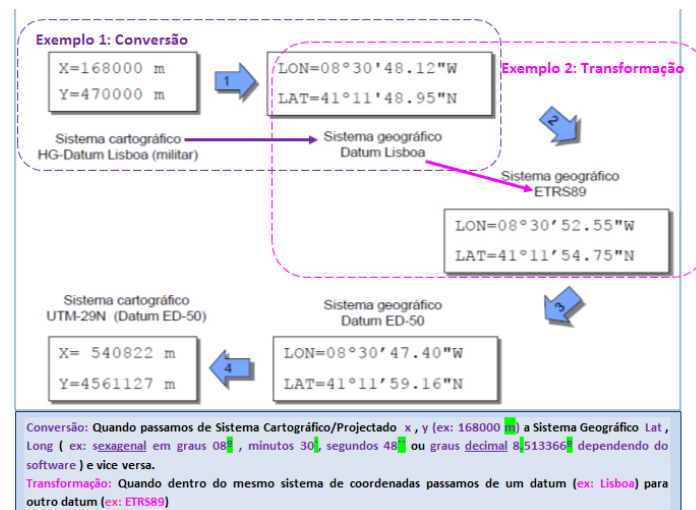 Exemplo 1: Conversão
X=168000 m
Y=470000 m
1
LON=08°30'48.12"W
LAT=41°11'48.95"N
Exemplo 2: Transformação
2
Sistema cartográfico
HG-Datum Lisboa (militar)
Sistema geográfico
Datum Lisboa
Sistema geográfico
ETRS89
LON=08°30’52.55"W
LAT=41°11’54.75"N
3
Sistema cartográfico
UTM-29N (Datum ED-50)
Sistema geográfico
Datum ED-50
X= 540822 m
Y=4561127 m
4
LON=08°30’47.40"W
LAT=41°11’59.16"N
Conversão: Quando passamos de Sistema Cartográfico/Projectado x , y (ex: 168000 m) a Sistema Geográfico Lat ,
Long ( ex: sexagenal em graus 08º , minutos 30', segundos 48'' ou graus decimal 8,513366º dependendo do
software ) e vice versa.
Transformação: Quando dentro do mesmo sistema de coordenadas passamos de um datum (ex: Lisboa) para
outro datum (ex: ETRS89)